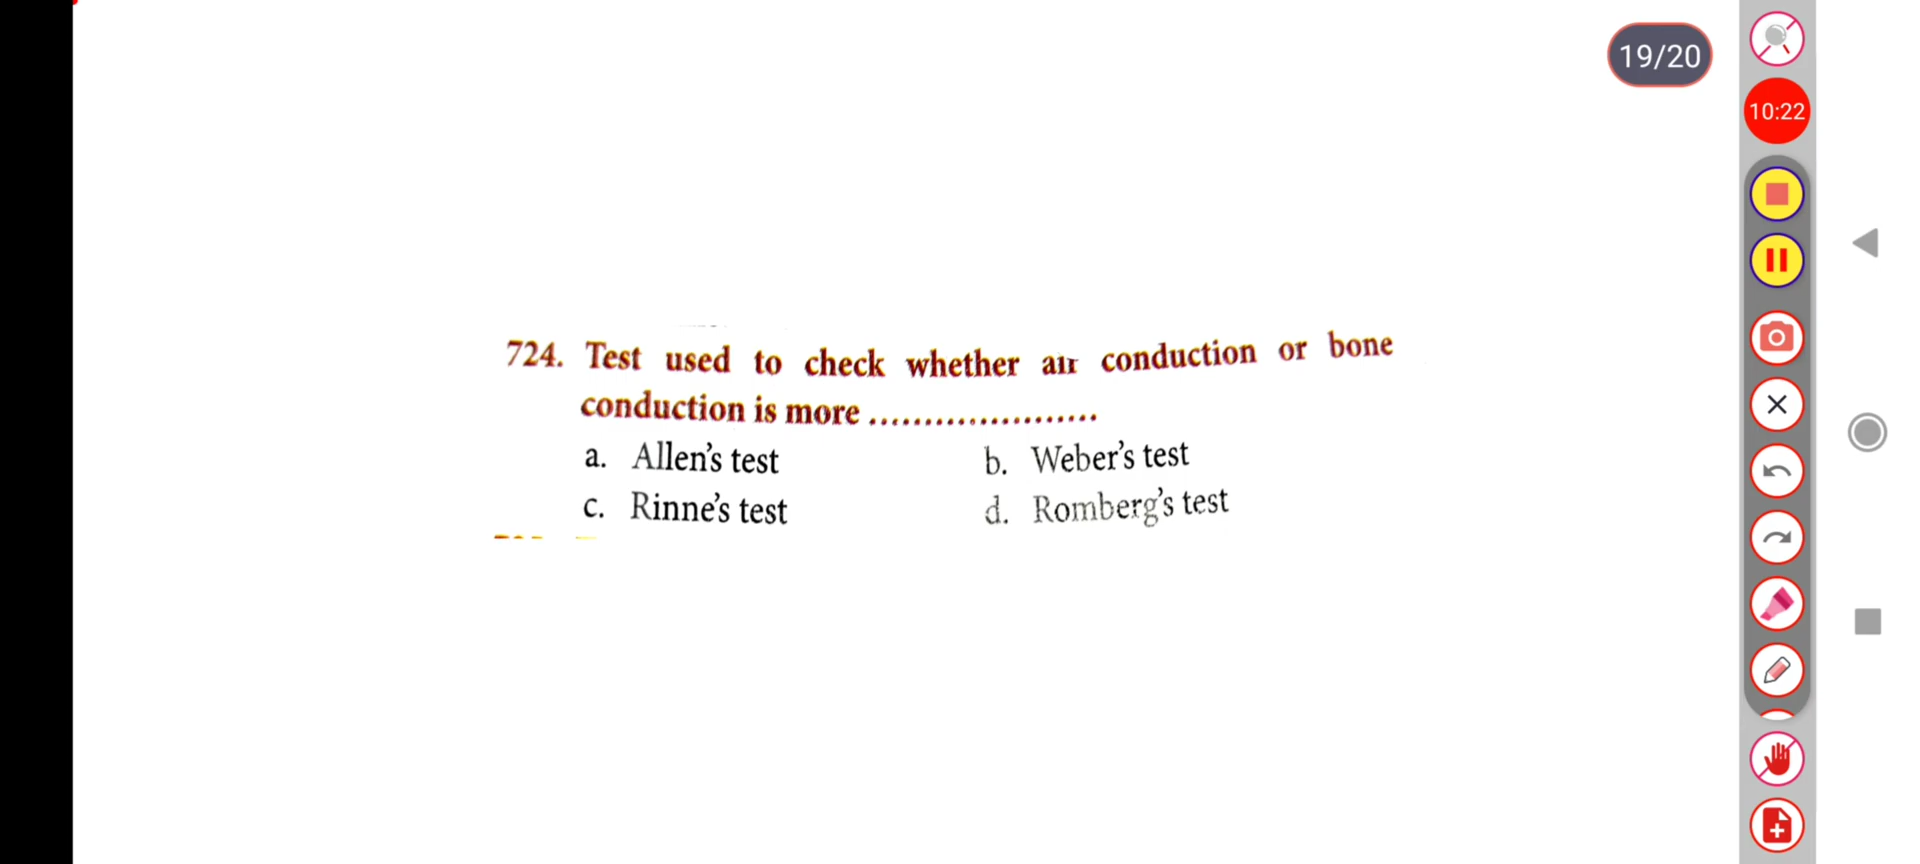 19/20
10:22
724. Test used to check whether air conduction or bone
conduction is more .....................
a. Allen's test b. Weber's test
c. Rinne's test d. Romberg's test